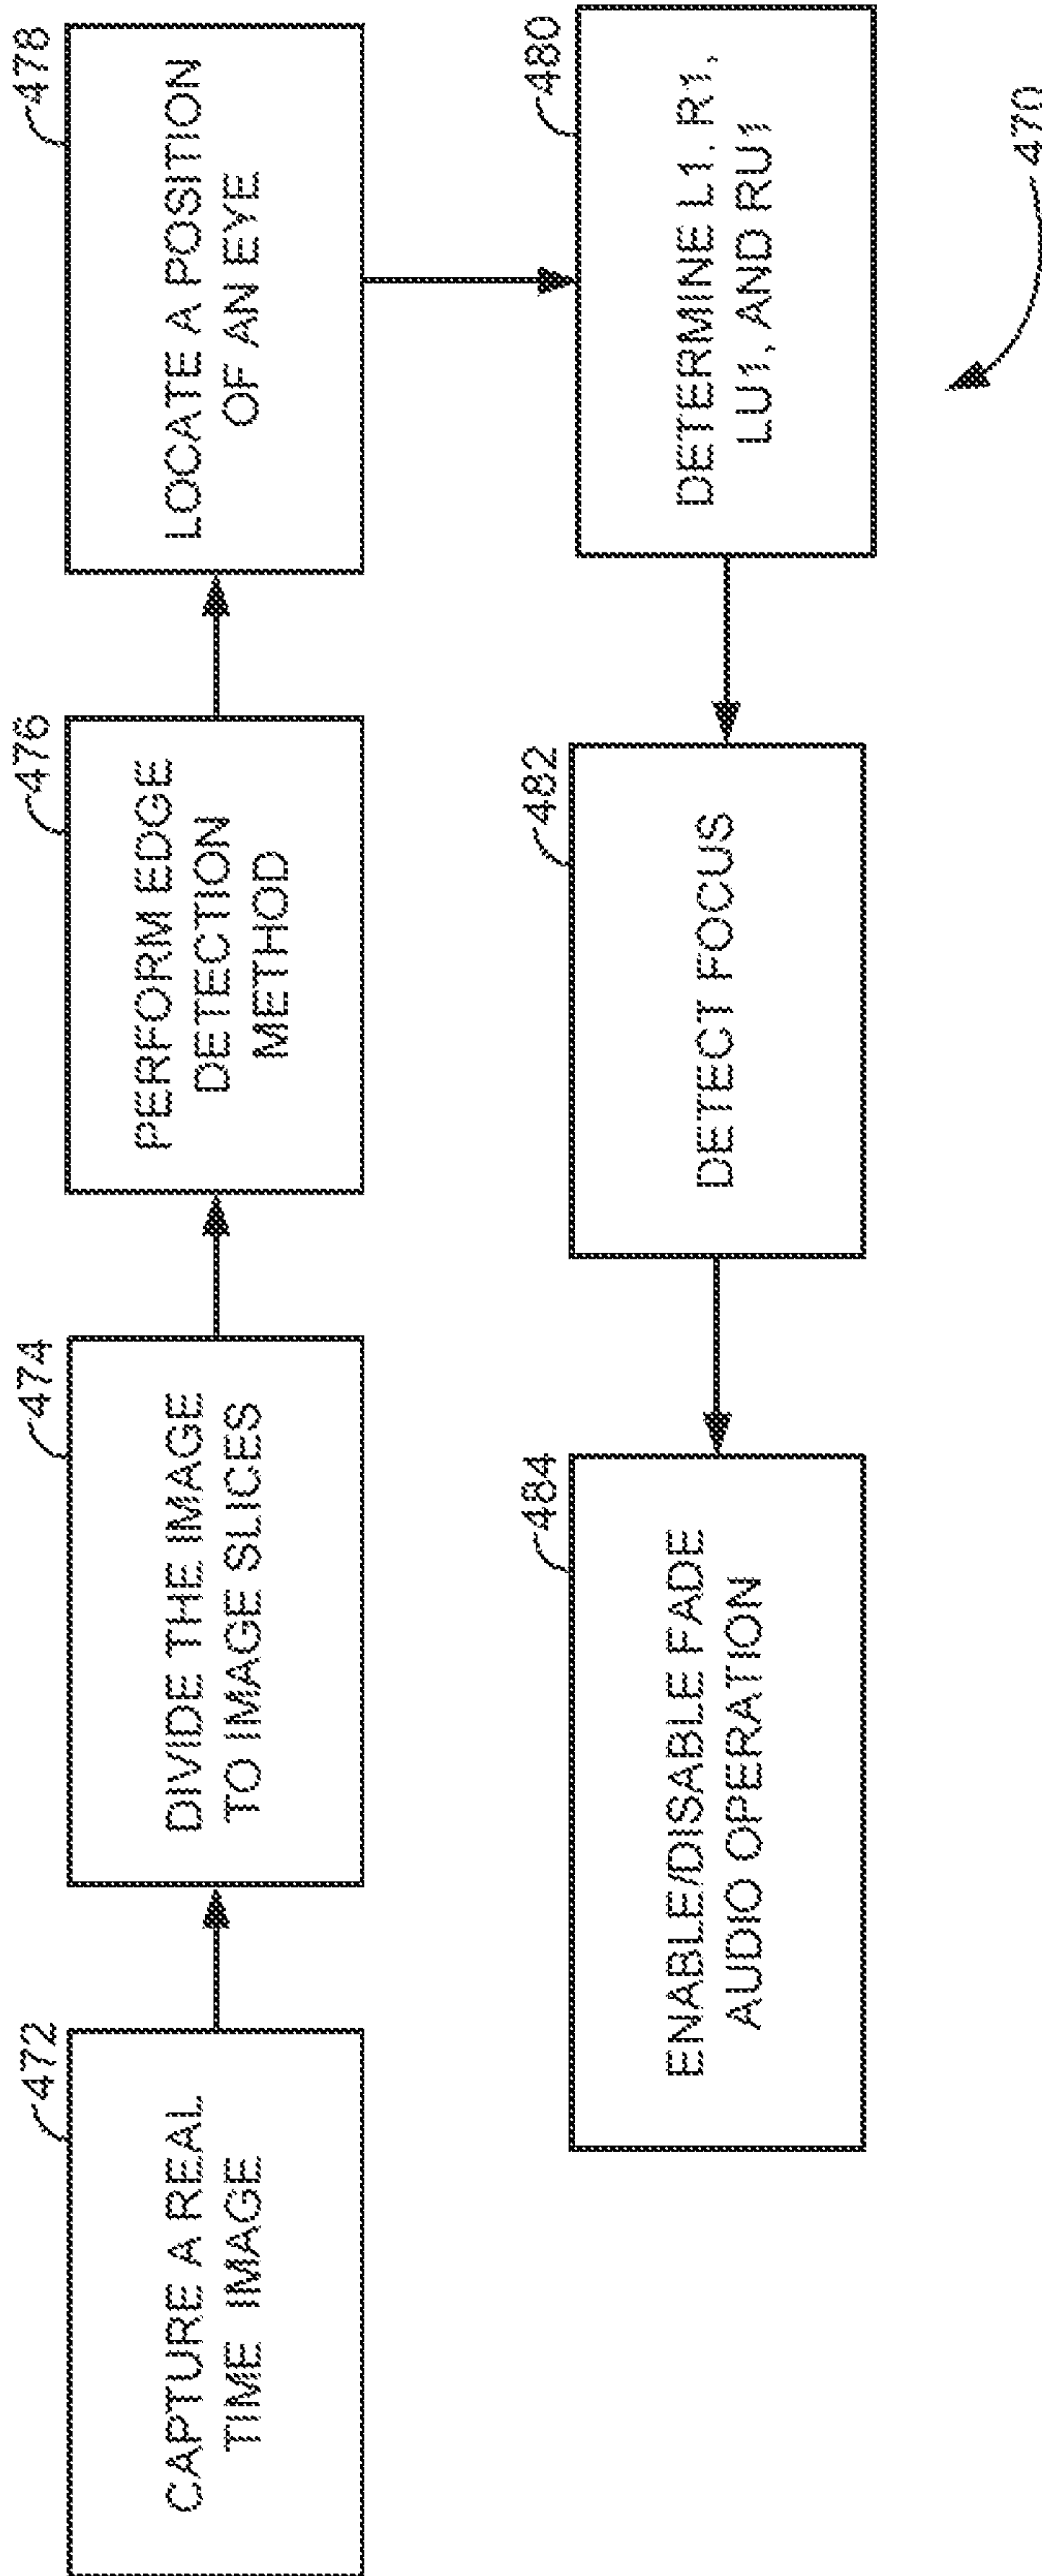 472
CAPTURE A REAL
TIME IMAGE
474
DIVIDE THE IMAGE
TO IMAGE SLICES
476
PERFORM EDGE
DETECTION
METHOD
478
LOCATE A POSITION
OF AN EYE
480
DETERMINE L1. R1,
LU1, AND RU1
482
DETECT FOCUS
484
ENABLE/DISABLE FADE
AUDIO OPERATION
470